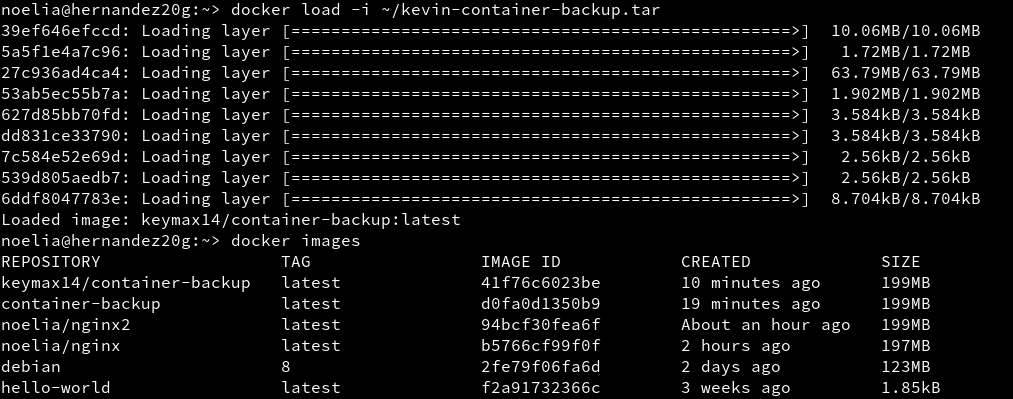 noelia@hernandez20g:~> docker load -i ~/kevin-container-backup.tar
39ef646efccd: Loading layer [==================================================>]  10.06MB/10.06MB
5a5f1e4a7c96: Loading layer [==================================================>]   1.72MB/1.72MB
27c936ad4ca4: Loading layer [==================================================>]  63.79MB/63.79MB
53ab5ec55b7a: Loading layer [==================================================>]  1.902MB/1.902MB
627d85bb70fd: Loading layer [==================================================>]  3.584kB/3.584kB
dd831ce33790: Loading layer [==================================================>]  3.584kB/3.584kB
7c584e52e69d: Loading layer [==================================================>]   2.56kB/2.56kB
539d805aedb7: Loading layer [==================================================>]   2.56kB/2.56kB
6ddf8047783e: Loading layer [==================================================>]  8.704kB/8.704kB
Loaded image: keymax14/container-backup:latest
noelia@hernandez20g:~> docker images
REPOSITORY                  TAG                 IMAGE ID            CREATED             SIZE
keymax14/container-backup   latest              41f76c6023be        10 minutes ago      199MB
container-backup            latest              d0fa0d1350b9        19 minutes ago      199MB
noelia/nginx2               latest              94bcf30fea6f        About an hour ago   199MB
noelia/nginx                latest              b5766cf99f0f        2 hours ago         197MB
debian                      8                   2fe79f06fa6d        2 days ago          123MB
hello-world                 latest              f2a91732366c        3 weeks ago         1.85kB